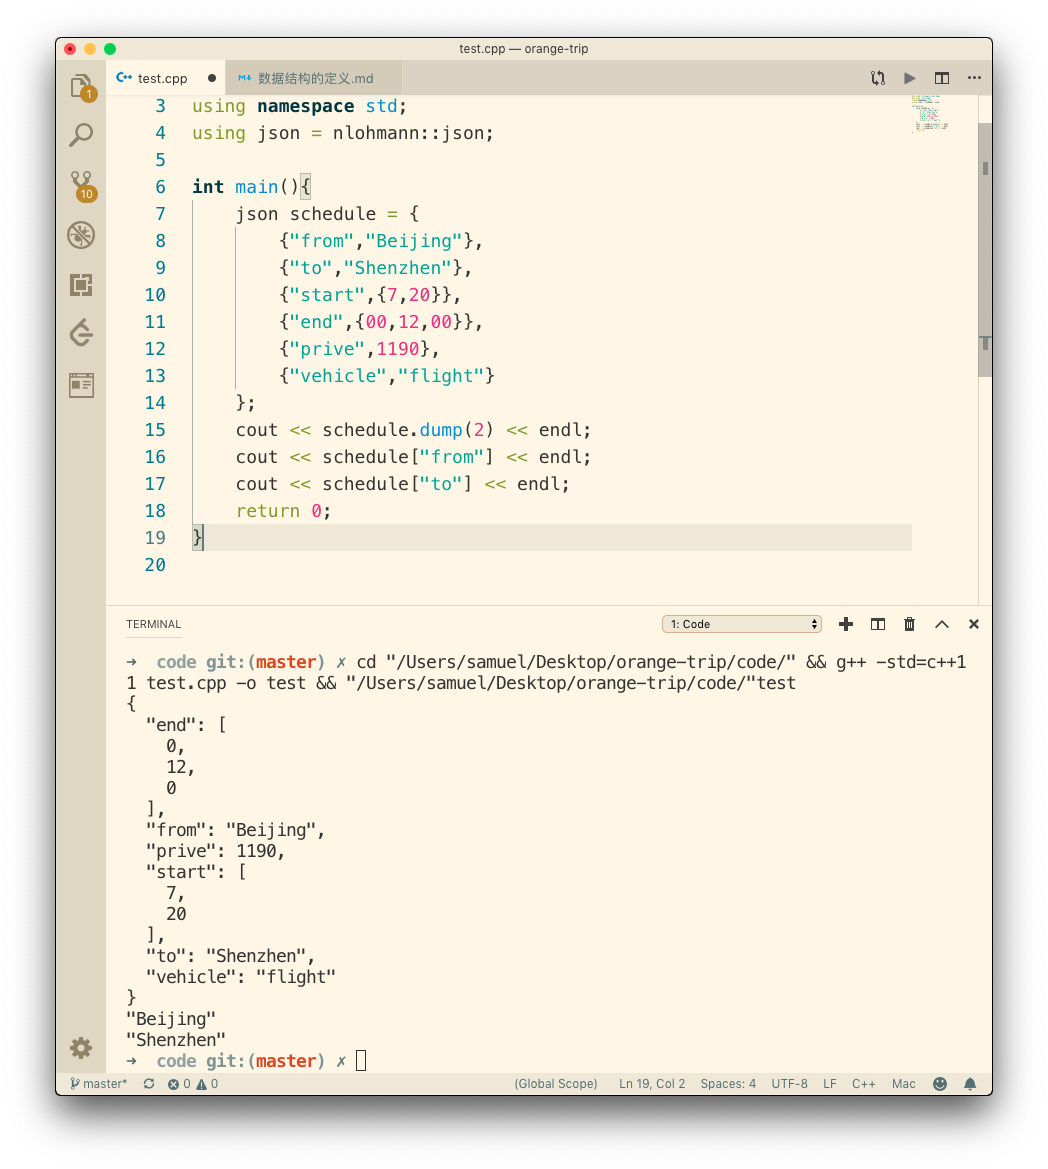 test.cpp — orange-trip
test.cpp ● 数据结构的定义.md
1
10
3 using namespace std;
4 using json = nlohmann::json;
5
6 int main(){
7     json schedule = {
8         {"from","Beijing"},
9         {"to","Shenzhen"},
10         {"start",{7,20}},
11         {"end",{00,12,00}},
12         {"prive",1190},
13         {"vehicle","flight"}
14     };
15     cout << schedule.dump(2) << endl;
16     cout << schedule["from"] << endl;
17     cout << schedule["to"] << endl;
18     return 0;
19 }
20
TERMINAL 1: Code
➜  code git:(master) ✗ cd "/Users/samuel/Desktop/orange-trip/code/" && g++ -std=c++1
1 test.cpp -o test && "/Users/samuel/Desktop/orange-trip/code/"test
{
  "end": [
    0,
    12,
    0
  ],
  "from": "Beijing",
  "prive": 1190,
  "start": [
    7,
    20
  ],
  "to": "Shenzhen",
  "vehicle": "flight"
}
"Beijing"
"Shenzhen"
➜  code git:(master) ✗
master* 0 0 (Global Scope) Ln 19, Col 2 Spaces: 4 UTF-8 LF C++ Mac